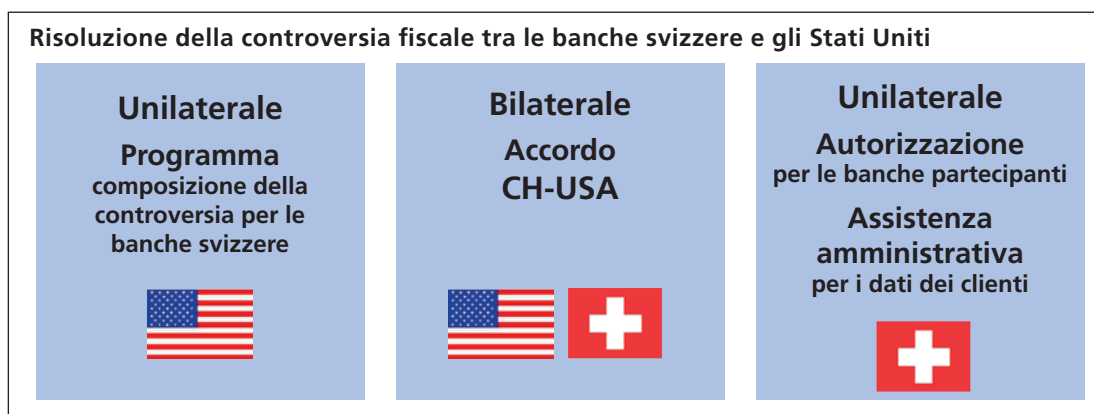 Risoluzione della controversia fiscale tra le banche svizzere e gli Stati Uniti
Unilaterale
Programma
composizione della
controversia per le
banche svizzere
Bilaterale
Accordo
CH-USA
Unilaterale
Autorizzazione
per le banche partecipanti
Assistenza
amministrativa
per i dati dei clienti